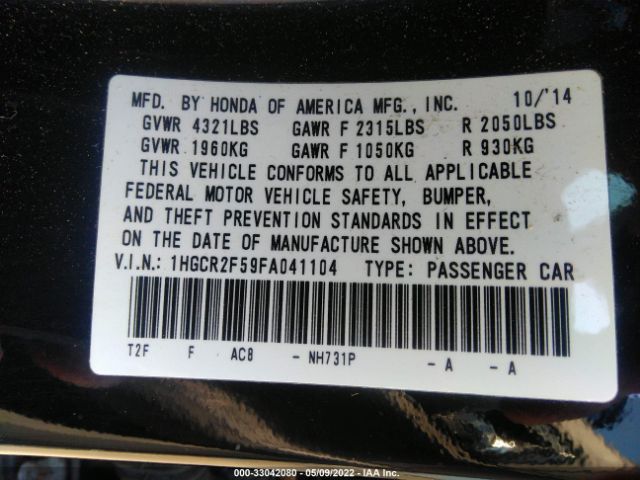 MFD. BY HONDA OF AMERICA MFG., INC. 10/'14
GVWR 4321LBS GAWR F 2315LBS R 2050LBS
GVWR 1960KG GAWR F 1050KG R 930KG
THIS VEHICLE CONFORMS TO ALL APPLICABLE
FEDERAL MOTOR VEHICLE SAFETY, BUMPER,
AND THEFT PREVENTION STANDARDS IN EFFECT
ON THE DATE OF MANUFACTURE SHOWN ABOVE.
V.I.N.: 1HGCR2F59FA041104 TYPE: PASSENGER CAR
T2F F AC8 - NH731P - A - A
000-33042080 - 05/09/2022 - IAA Inc.